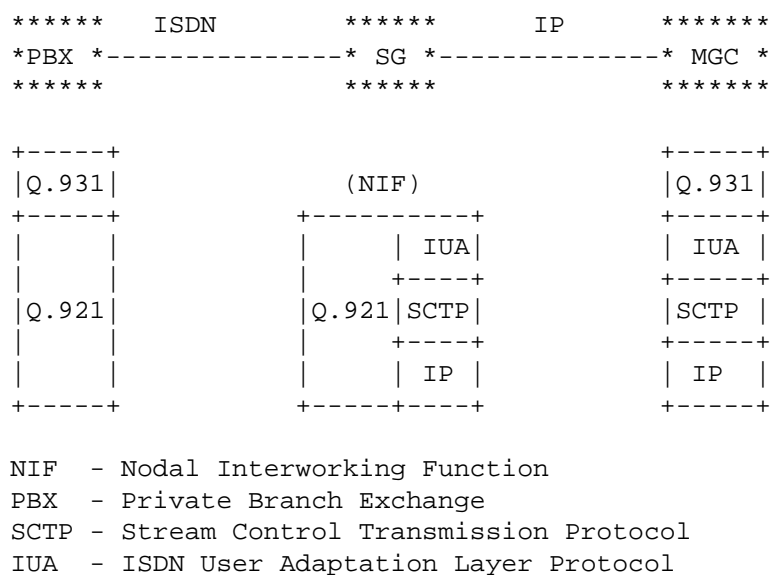 ******   ISDN        ******      IP      *******
*PBX *---------------* SG *--------------* MGC *
******               ******              *******

+-----+                                  +-----+
|Q.931|              (NIF)               |Q.931|
+-----+           +----------+           +-----+
|     |           |     | IUA|           | IUA |
|     |           |     +----+           +-----+
|Q.921|           |Q.921|SCTP|           |SCTP |
|     |           |     +----+           +-----+
|     |           |     | IP |           | IP  |
+-----+           +-----+----+           +-----+

NIF  - Nodal Interworking Function
PBX  - Private Branch Exchange
SCTP - Stream Control Transmission Protocol
IUA  - ISDN User Adaptation Layer Protocol